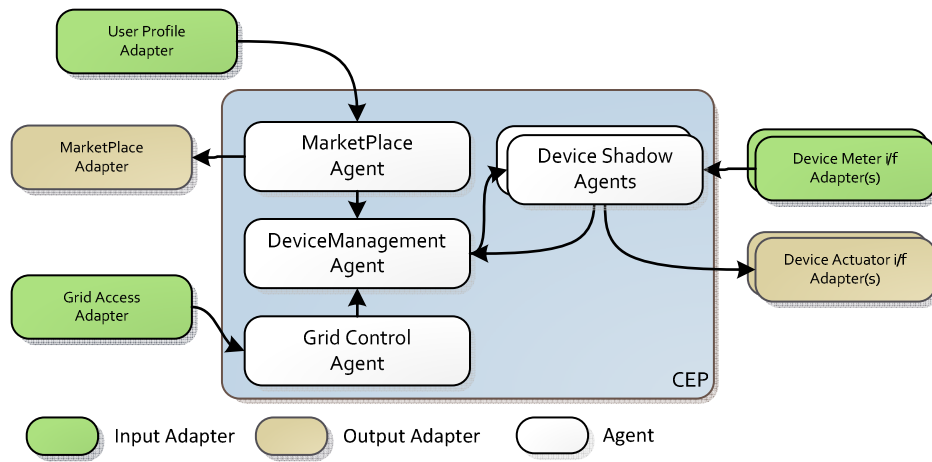 User Profile
Adapter
MarketPlace
Adapter
MarketPlace
Agent
Device Shadow
Agents
Device Meter i/f
Adapter(s)
DeviceManagement
Agent
Device Actuator i/f
Adapter(s)
Grid Access
Adapter
Grid Control
Agent
CEP
Input Adapter
Output Adapter
Agent